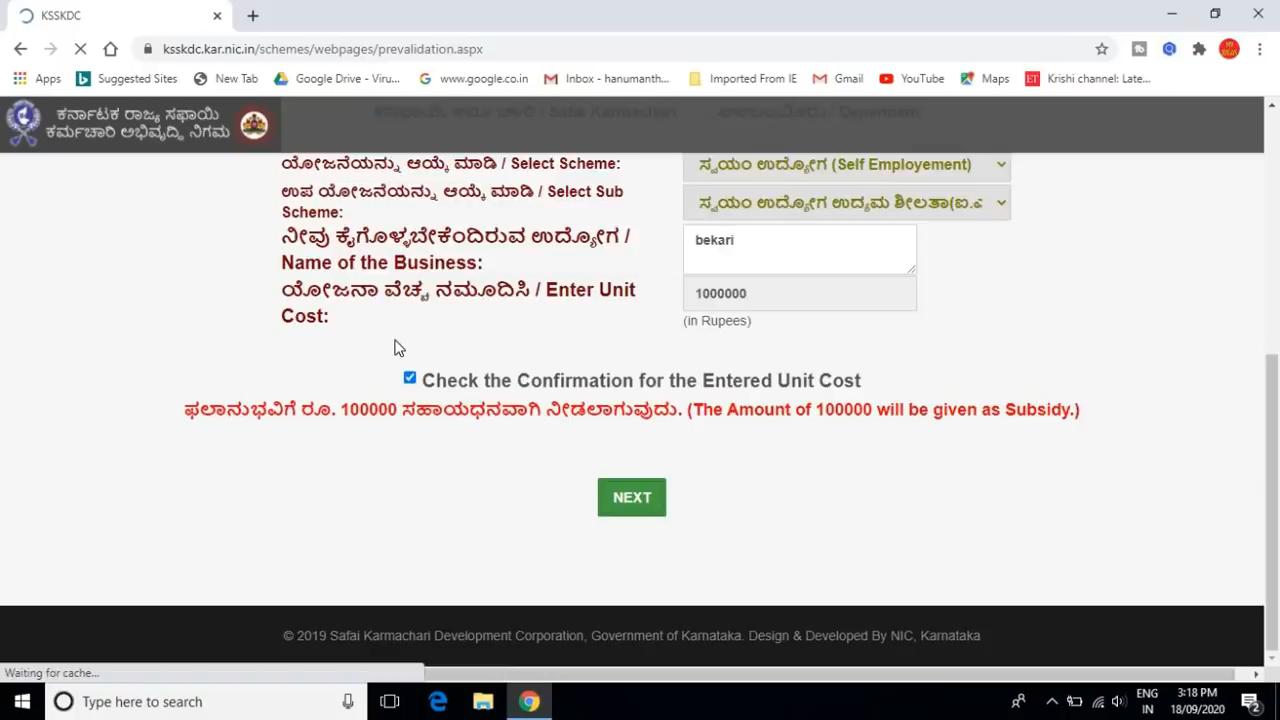 KSSKDC
ksskdc.kar.nic.in/schemes/webpages/prevalidation.aspx
Apps Suggested Sites New Tab Google Drive - Viru... www.google.co.in Inbox - hanumanth... Imported From IE Gmail YouTube Maps Krishi channel: Late...
ಕರ್ನಾಟಕ ರಾಜ್ಯ ಸಫಾಯಿ
ಕರ್ಮಚಾರಿ ಅಭಿವೃದ್ಧಿ ನಿಗಮ
ಯೋಜನೆಯನ್ನು ಆಯ್ಕೆ ಮಾಡಿ / Select Scheme:
ಸ್ವಯಂ ಉದ್ಯೋಗ (Self Employement)
ಉಪ ಯೋಜನೆಯನ್ನು ಆಯ್ಕೆ ಮಾಡಿ / Select Sub
Scheme:
ಸ್ವಯಂ ಉದ್ಯೋಗ ಉದ್ಯಮ ಶೀಲತಾ(ಐ.ಎ
ನೀವು ಕೈಗೊಳ್ಳಬೇಕೆಂದಿರುವ ಉದ್ಯೋಗ /
Name of the Business:
bekari
ಯೋಜನಾ ವೆಚ್ಚ ನಮೂದಿಸಿ / Enter Unit
Cost:
1000000
(in Rupees)
Check the Confirmation for the Entered Unit Cost
ಫಲಾನುಭವಿಗೆ ರೂ. 100000 ಸಹಾಯಧನವಾಗಿ ನೀಡಲಾಗುವುದು. (The Amount of 100000 will be given as Subsidy.)
NEXT
© 2019 Safai Karmachari Development Corporation, Government of Karnataka. Design & Developed By NIC, Karnataka
Waiting for cache...
Type here to search
ENG
IN
3:18 PM
18/09/2020
2